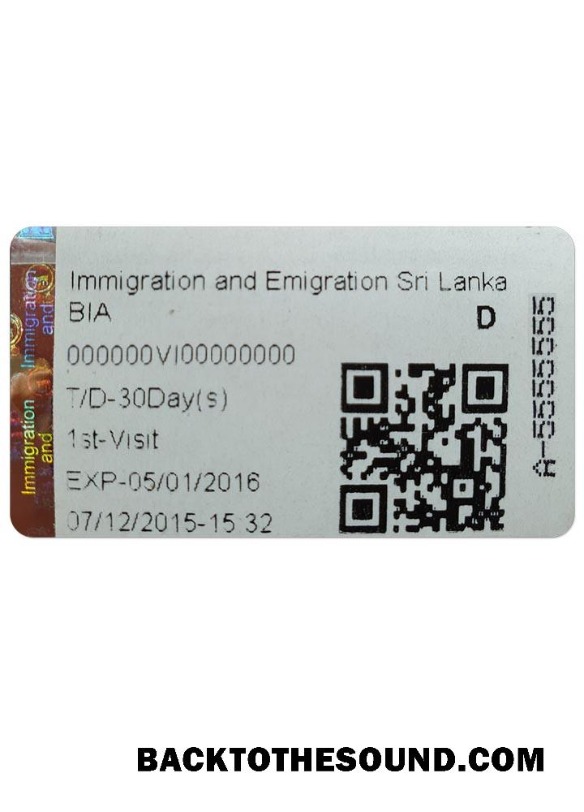 Immigration and Emigration Sri Lanka
BIA
D
000000VI00000000
T/D-30Day(s)
1st-Visit
EXP-05/01/2016
07/12/2015-15:32
A-5555555
Immigration
and
Immigration
and
BACKTOTHESOUND.COM